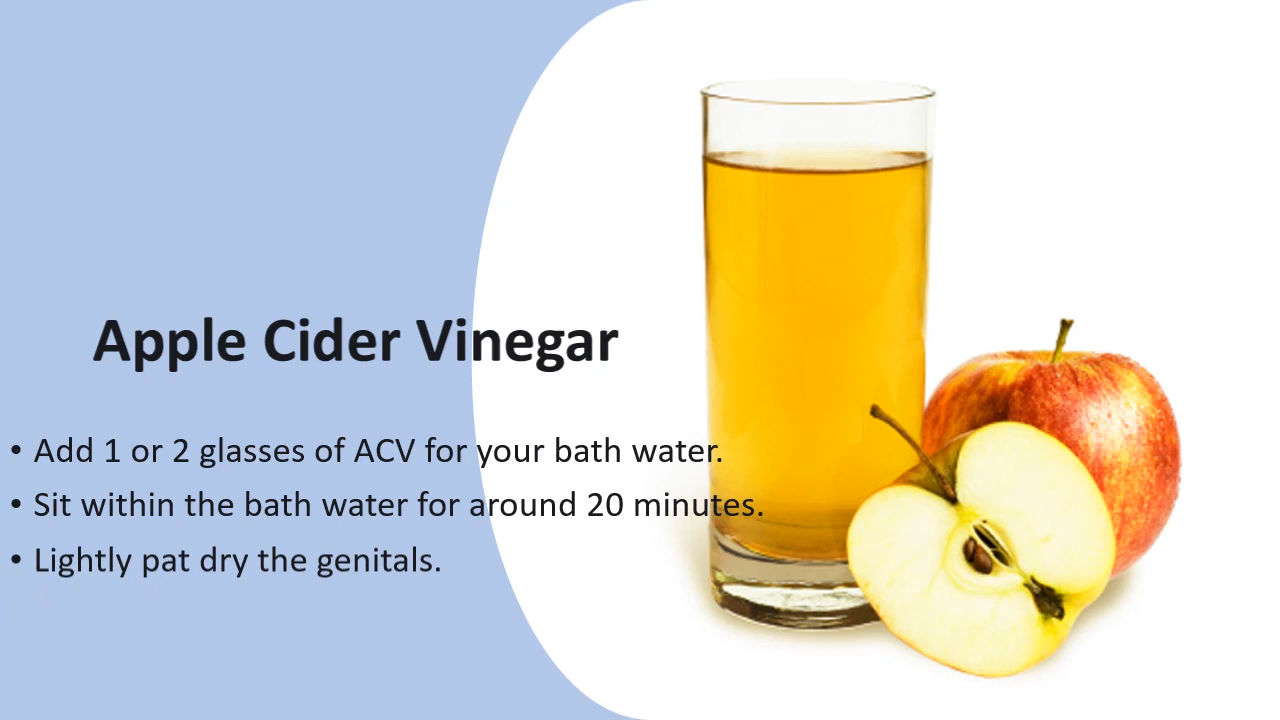 Apple Cider Vinegar
• Add 1 or 2 glasses of ACV for your bath water.
• Sit within the bath water for around 20 minutes.
• Lightly pat dry the genitals.